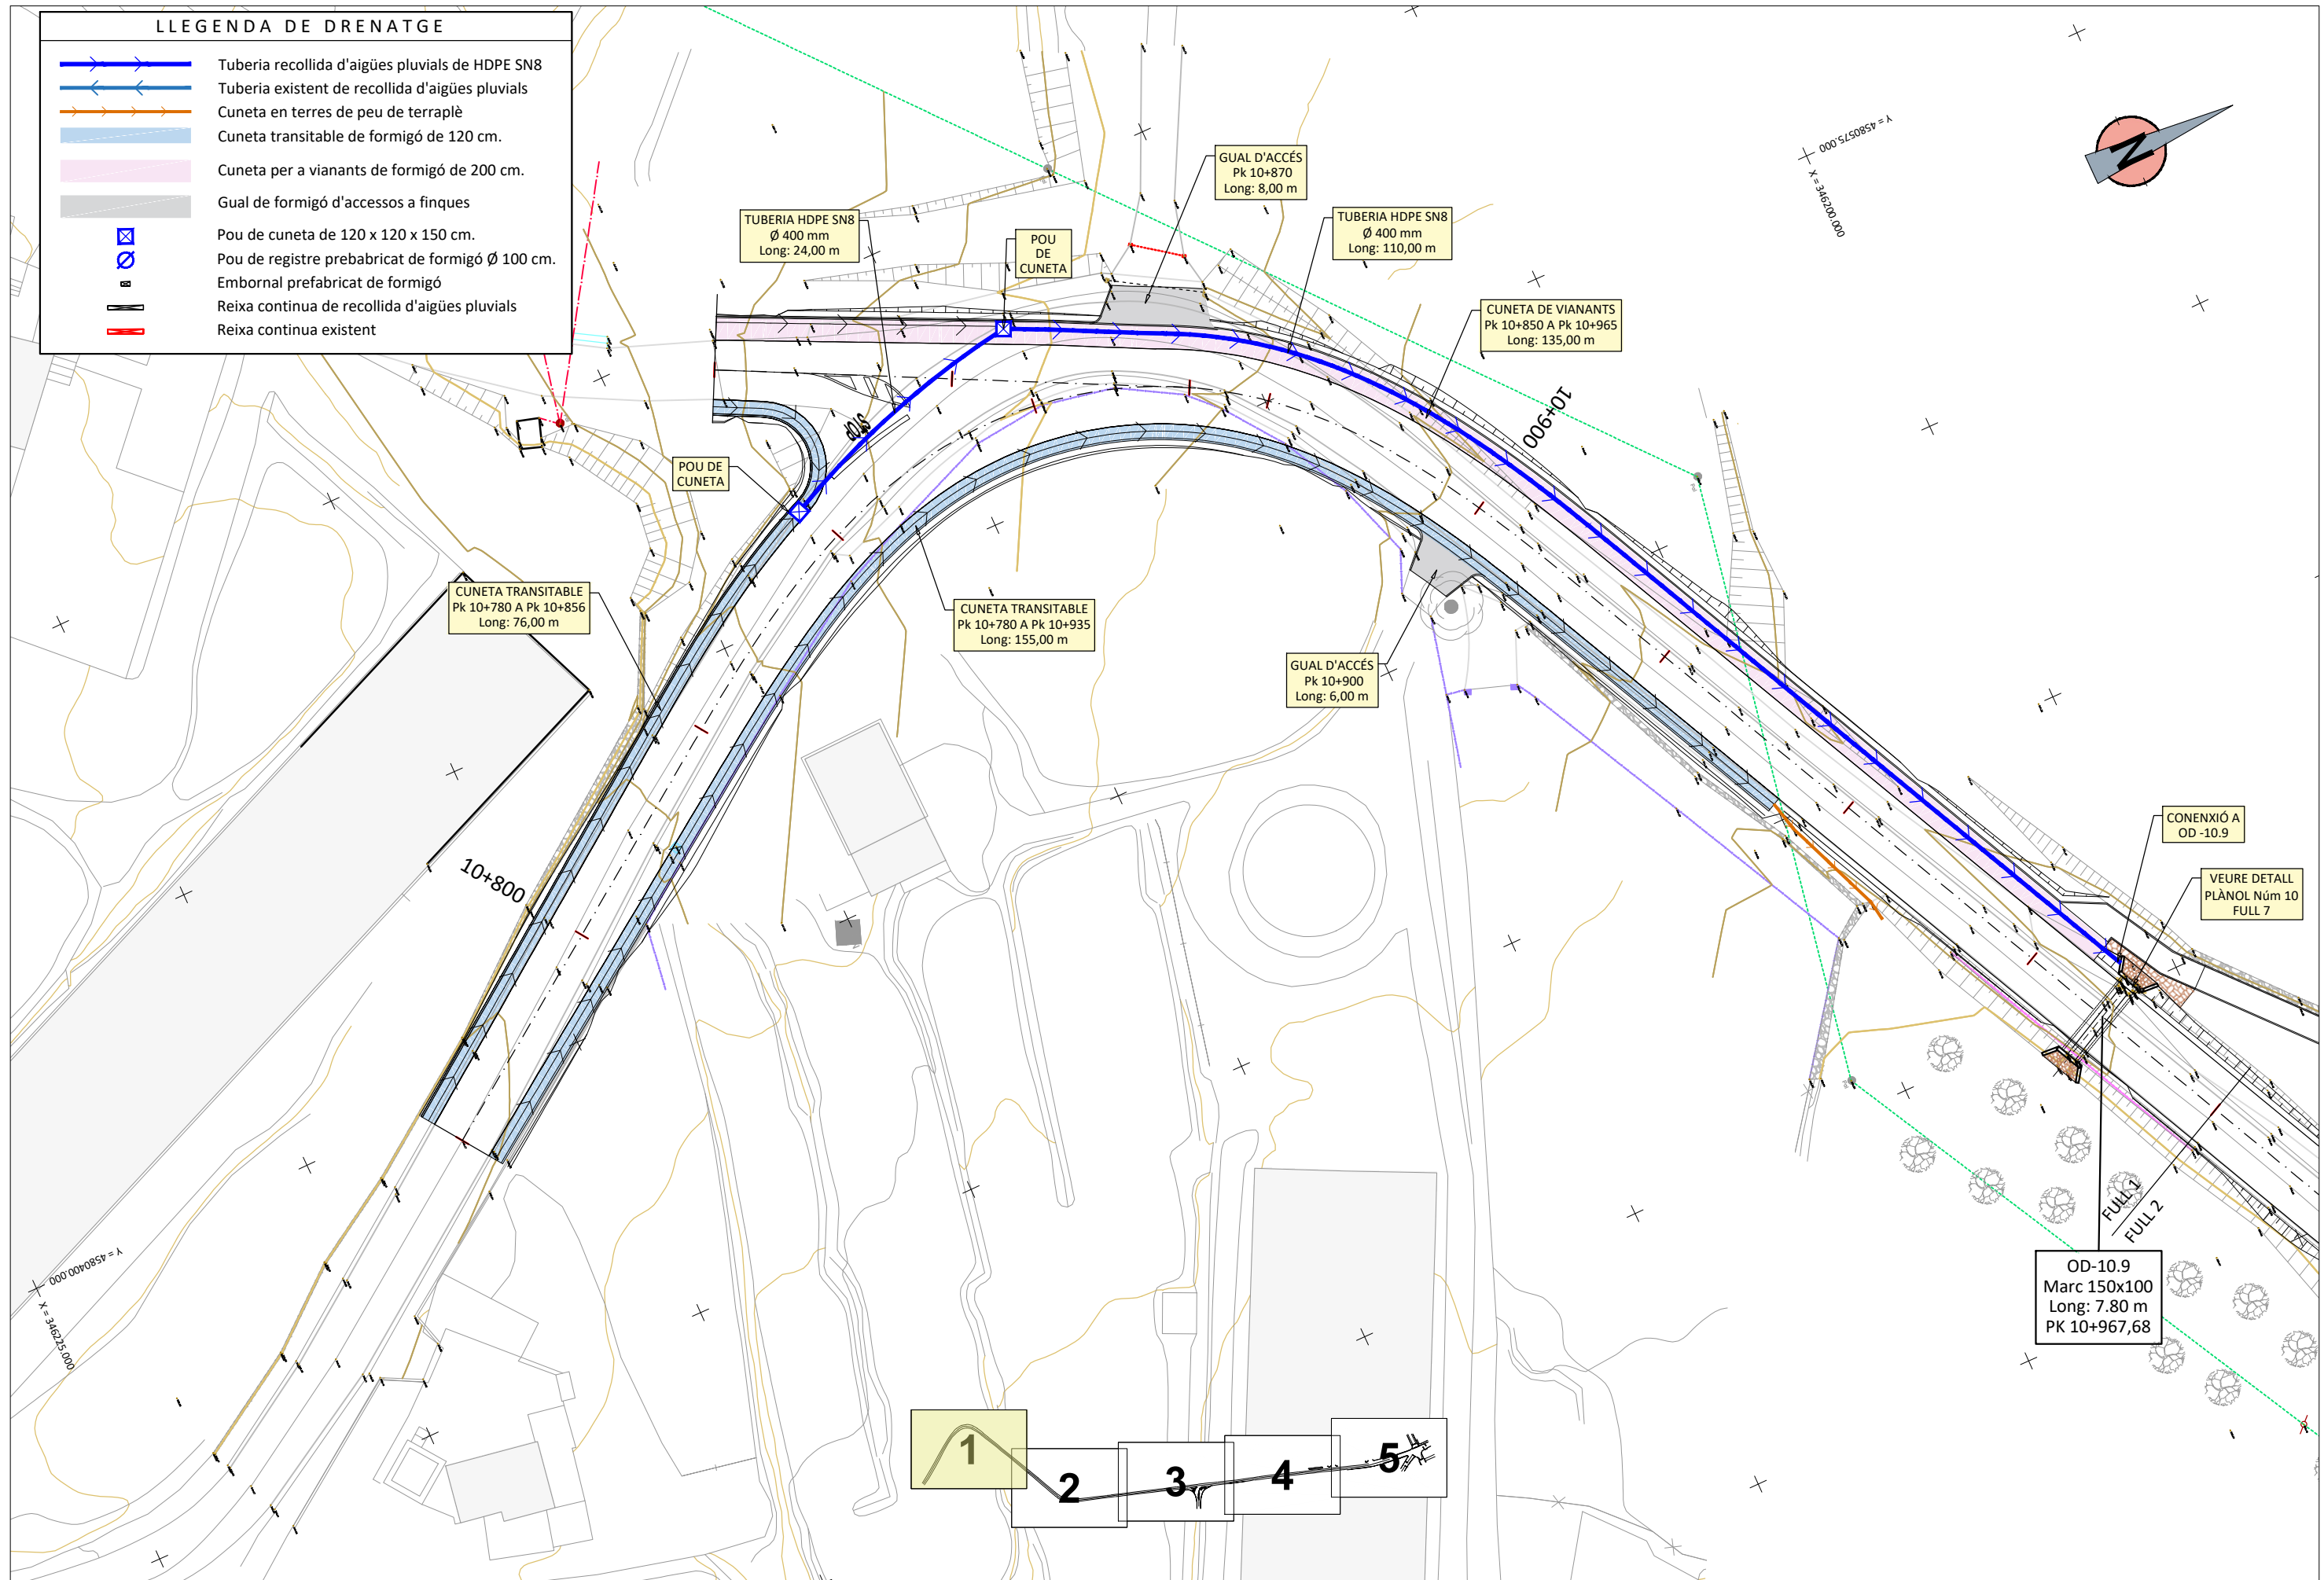 LLEGENDA DE DRENATGE
Tuberia recollida d'aigües pluvials de HDPE SN8
Tuberia existent de recollida d'aigües pluvials
Cuneta en terres de peu de terraplè
Cuneta transitable de formigó de 120 cm.
Cuneta per a vianants de formigó de 200 cm.
Gual de formigó d'accessos a finques
Pou de cuneta de 120 x 120 x 150 cm.
Pou de registre prebabricat de formigó Ø 100 cm.
Embornal prefabricat de formigó
Reixa continua de recollida d'aigües pluvials
Reixa continua existent
TUBERIA HDPE SN8
Ø 400 mm
Long: 24,00 m
POU
DE
CUNETA
GUAL D'ACCÉS
Pk 10+870
Long: 8,00 m
TUBERIA HDPE SN8
Ø 400 mm
Long: 110,00 m
CUNETA DE VIANANTS
Pk 10+850 A Pk 10+965
Long: 135,00 m
Y = 4580575.000
X = 346200.000
N
10+900
STOP
POU DE
CUNETA
CUNETA TRANSITABLE
Pk 10+780 A Pk 10+856
Long: 76,00 m
CUNETA TRANSITABLE
Pk 10+780 A Pk 10+935
Long: 155,00 m
GUAL D'ACCÉS
Pk 10+900
Long: 6,00 m
10+800
CONENXIÓ A
OD -10.9
VEURE DETALL
PLÀNOL Núm 10
FULL 7
FULL 1
FULL 2
OD-10.9
Marc 150x100
Long: 7.80 m
PK 10+967,68
Y = 4580400.000
X = 346225.000
1
2
3
4
5